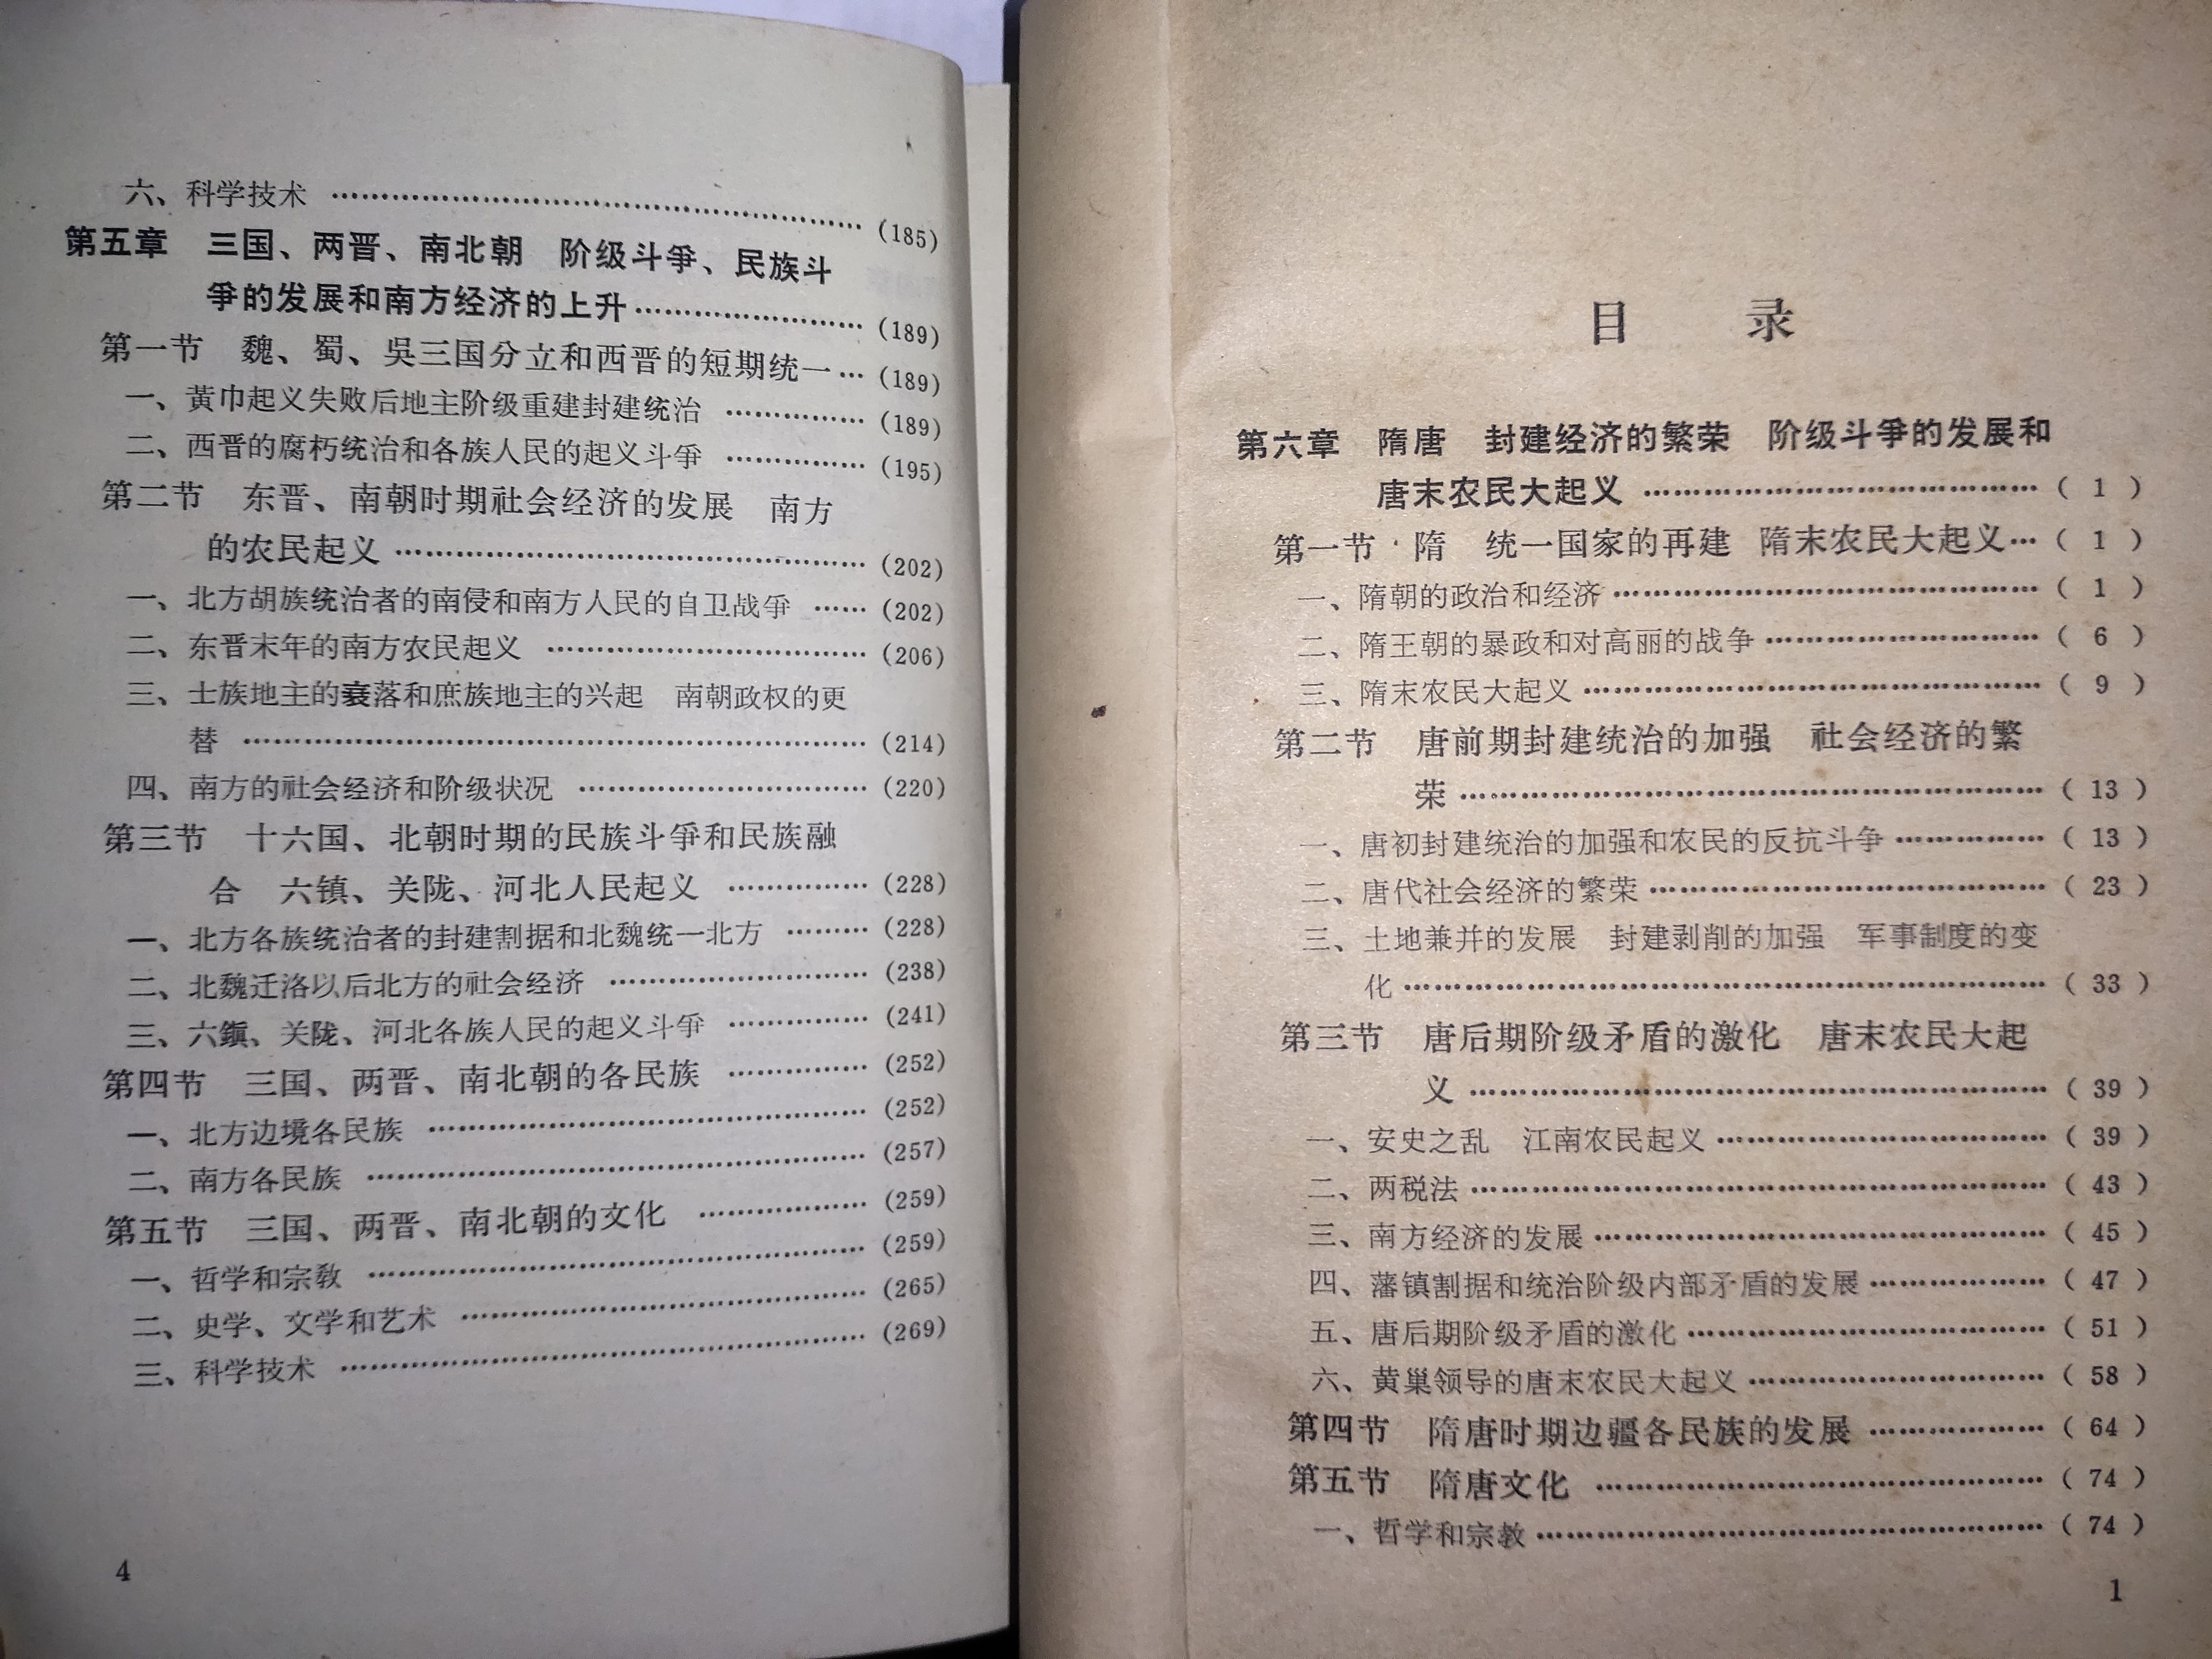 六、科学技术 ……………………………………………… (185)
第五章　三国、两晋、南北朝　阶级斗爭、民族斗
爭的发展和南方经济的上升…………………… (189)
第一节　魏、蜀、吳三国分立和西晋的短期统一… (189)
一、黄巾起义失败后地主阶级重建封建统治 …………… (189)
二、西晋的腐朽统治和各族人民的起义斗爭 …………… (195)
第二节　东晋、南朝时期社会经济的发展　南方
的农民起义 ………………………………………… (202)
一、北方胡族统治者的南侵和南方人民的自卫战爭 …… (202)
二、东晋末年的南方农民起义 …………………………… (206)
三、士族地主的衰落和庶族地主的兴起　南朝政权的更
替 ……………………………………………………… (214)
四、南方的社会经济和阶级状况 ………………………… (220)
第三节　十六国、北朝时期的民族斗爭和民族融
合　六镇、关陇、河北人民起义 …………… (228)
一、北方各族统治者的封建割据和北魏统一北方 ……… (228)
二、北魏迁洛以后北方的社会经济 ……………………… (238)
三、六鎭、关陇、河北各族人民的起义斗爭 …………… (241)
第四节　三国、两晋、南北朝的各民族 …………… (252)
一、北方边境各民族 ……………………………………… (252)
二、南方各民族 …………………………………………… (257)
第五节　三国、两晋、南北朝的文化 ……………… (259)
一、哲学和宗教 …………………………………………… (259)
二、史学、文学和艺术 …………………………………… (265)
三、科学技术 ……………………………………………… (269)
4
目　录
第六章　隋唐　封建经济的繁荣　阶级斗爭的发展和
唐末农民大起义 ………………………………… ( 1 )
第一节　隋　统一国家的再建　隋末农民大起义… ( 1 )
一、隋朝的政治和经济 …………………………………… ( 1 )
二、隋王朝的暴政和对高丽的战争 ……………………… ( 6 )
三、隋末农民大起义 ……………………………………… ( 9 )
第二节　唐前期封建统治的加强　社会经济的繁
荣 …………………………………………………… ( 13 )
一、唐初封建统治的加强和农民的反抗斗争 …………… ( 13 )
二、唐代社会经济的繁荣 ………………………………… ( 23 )
三、土地兼并的发展　封建剥削的加强　军事制度的变
化 ……………………………………………………… ( 33 )
第三节　唐后期阶级矛盾的激化　唐末农民大起
义 …………………………………………………… ( 39 )
一、安史之乱　江南农民起义 …………………………… ( 39 )
二、两税法 ………………………………………………… ( 43 )
三、南方经济的发展 ……………………………………… ( 45 )
四、藩镇割据和统治阶级内部矛盾的发展 ……………… ( 47 )
五、唐后期阶级矛盾的激化 ……………………………… ( 51 )
六、黄巢领导的唐末农民大起义 ………………………… ( 58 )
第四节　隋唐时期边疆各民族的发展 ……………… ( 64 )
第五节　隋唐文化 …………………………………… ( 74 )
一、哲学和宗教 …………………………………………… ( 74 )
1